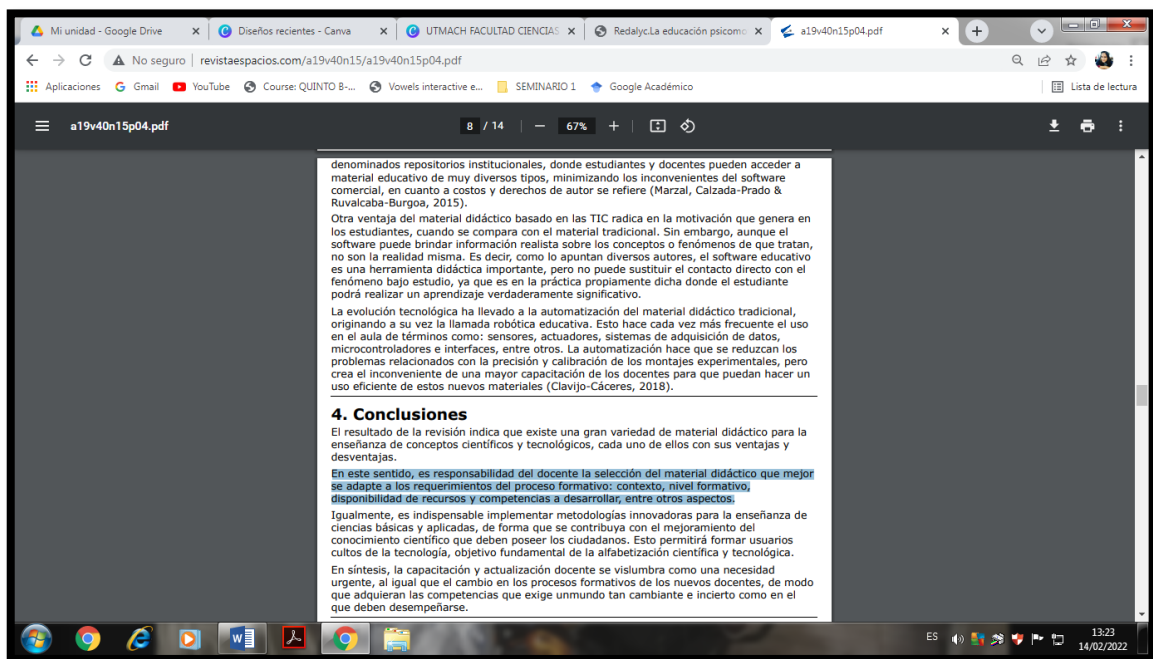 Mi unidad - Google Drive
Diseños recientes - Canva
UTMACH FACULTAD CIENCIAS
Redalyc.La educación psicomo
a19v40n15p04.pdf
No seguro | revistaespacios.com/a19v40n15/a19v40n15p04.pdf
Aplicaciones Gmail YouTube Course: QUINTO B-... Vowels interactive e... SEMINARIO 1 Google Académico Lista de lectura
a19v40n15p04.pdf 8 / 14 | — 67% + |
denominados repositorios institucionales, donde estudiantes y docentes pueden acceder a
material educativo de muy diversos tipos, minimizando los inconvenientes del software
comercial, en cuanto a costos y derechos de autor se refiere (Marzal, Calzada-Prado &
Ruvalcaba-Burgoa, 2015).
Otra ventaja del material didáctico basado en las TIC radica en la motivación que genera en
los estudiantes, cuando se compara con el material tradicional. Sin embargo, aunque el
software puede brindar información realista sobre los conceptos o fenómenos de que tratan,
no son la realidad misma. Es decir, como lo apuntan diversos autores, el software educativo
es una herramienta didáctica importante, pero no puede sustituir el contacto directo con el
fenómeno bajo estudio, ya que es en la práctica propiamente dicha donde el estudiante
podrá realizar un aprendizaje verdaderamente significativo.
La evolución tecnológica ha llevado a la automatización del material didáctico tradicional,
originando a su vez la llamada robótica educativa. Esto hace cada vez más frecuente el uso
en el aula de términos como: sensores, actuadores, sistemas de adquisición de datos,
microcontroladores e interfaces, entre otros. La automatización hace que se reduzcan los
problemas relacionados con la precisión y calibración de los montajes experimentales, pero
crea el inconveniente de una mayor capacitación de los docentes para que puedan hacer un
uso eficiente de estos nuevos materiales (Clavijo-Cáceres, 2018).
4. Conclusiones
El resultado de la revisión indica que existe una gran variedad de material didáctico para la
enseñanza de conceptos científicos y tecnológicos, cada uno de ellos con sus ventajas y
desventajas.
En este sentido, es responsabilidad del docente la selección del material didáctico que mejor
se adapte a los requerimientos del proceso formativo: contexto, nivel formativo,
disponibilidad de recursos y competencias a desarrollar, entre otros aspectos.
Igualmente, es indispensable implementar metodologías innovadoras para la enseñanza de
ciencias básicas y aplicadas, de forma que se contribuya con el mejoramiento del
conocimiento científico que deben poseer los ciudadanos. Esto permitirá formar usuarios
cultos de la tecnología, objetivo fundamental de la alfabetización científica y tecnológica.
En síntesis, la capacitación y actualización docente se vislumbra como una necesidad
urgente, al igual que el cambio en los procesos formativos de los nuevos docentes, de modo
que adquieran las competencias que exige unmundo tan cambiante e incierto como en el
que deben desempeñarse.
ES 13:23
14/02/2022